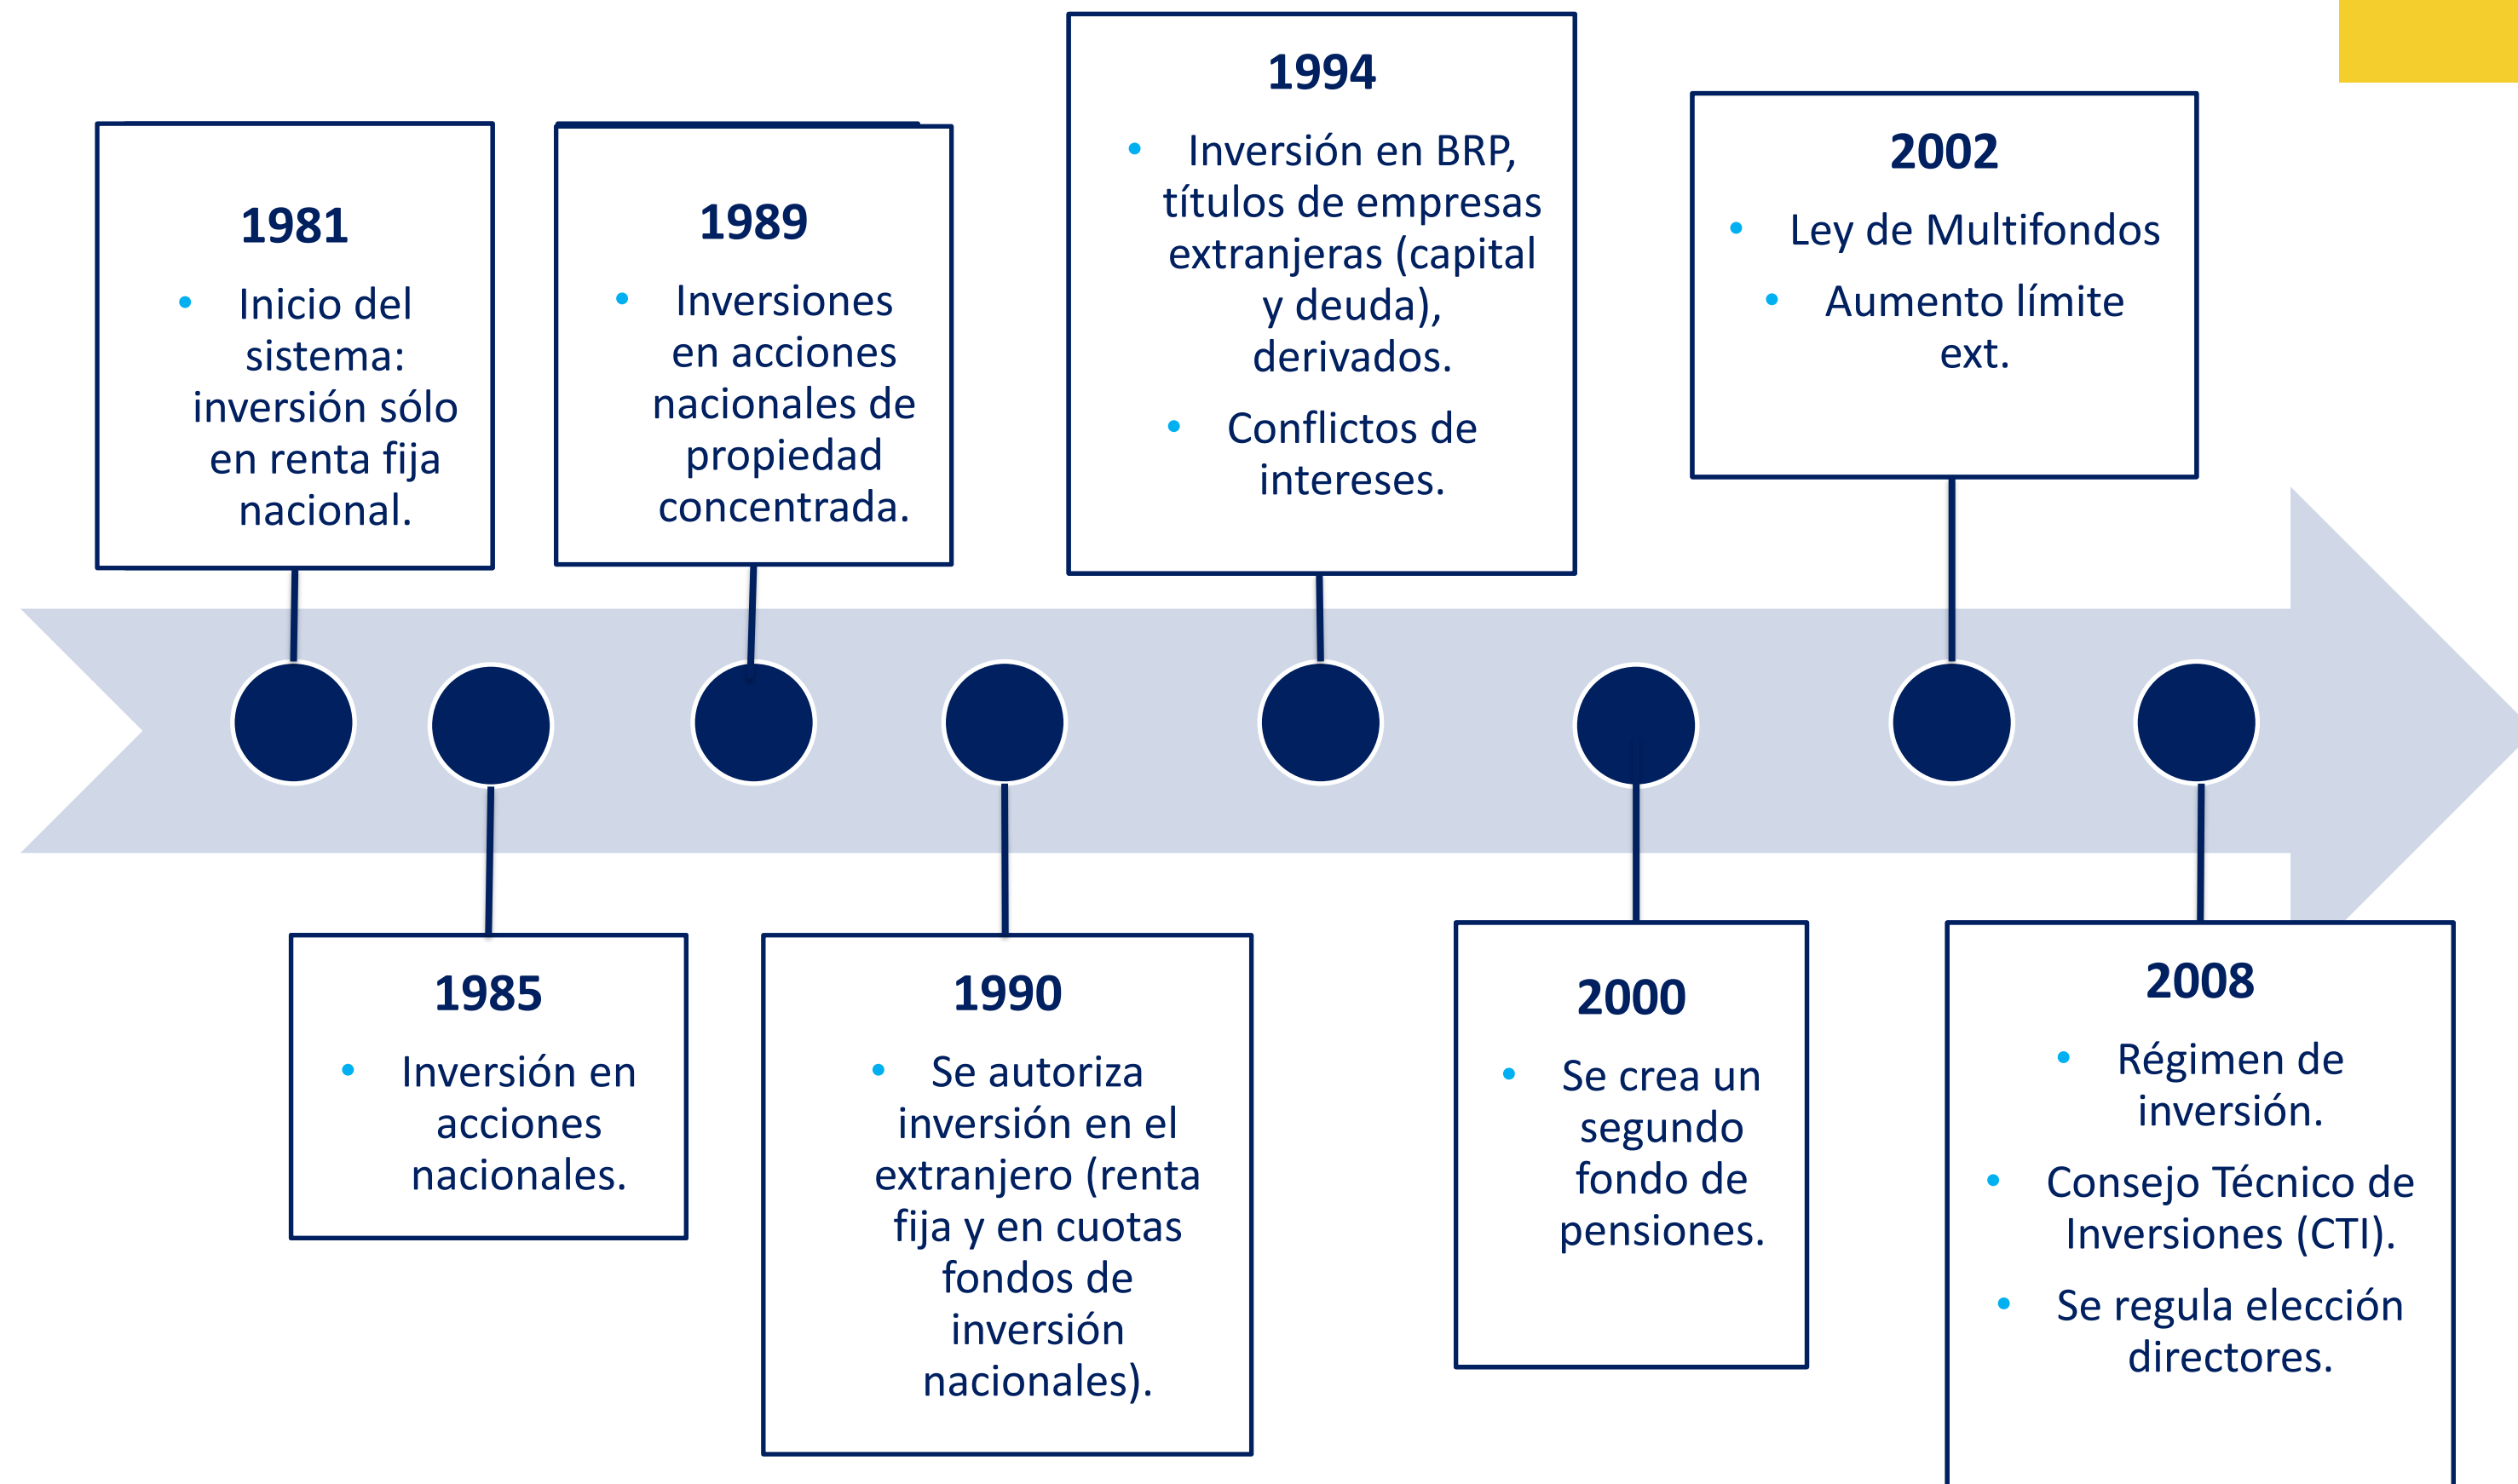 1981
• Inicio del
sistema:
inversión sólo
en renta fija
nacional.
1985
• Inversión en
acciones
nacionales.
1989
• Inversiones
en acciones
nacionales de
propiedad
concentrada.
1990
• Se autoriza
inversión en el
extranjero (renta
fija y en cuotas
fondos de
inversión
nacionales).
1994
• Inversión en BRP,
títulos de empresas
extranjeras (capital
y deuda),
derivados.
• Conflictos de
intereses.
2000
• Se crea un
segundo
fondo de
pensiones.
2002
• Ley de Multifondos
• Aumento límite
ext.
2008
• Régimen de
inversión.
• Consejo Técnico de
Inversiones (CTI).
• Se regula elección
directores.